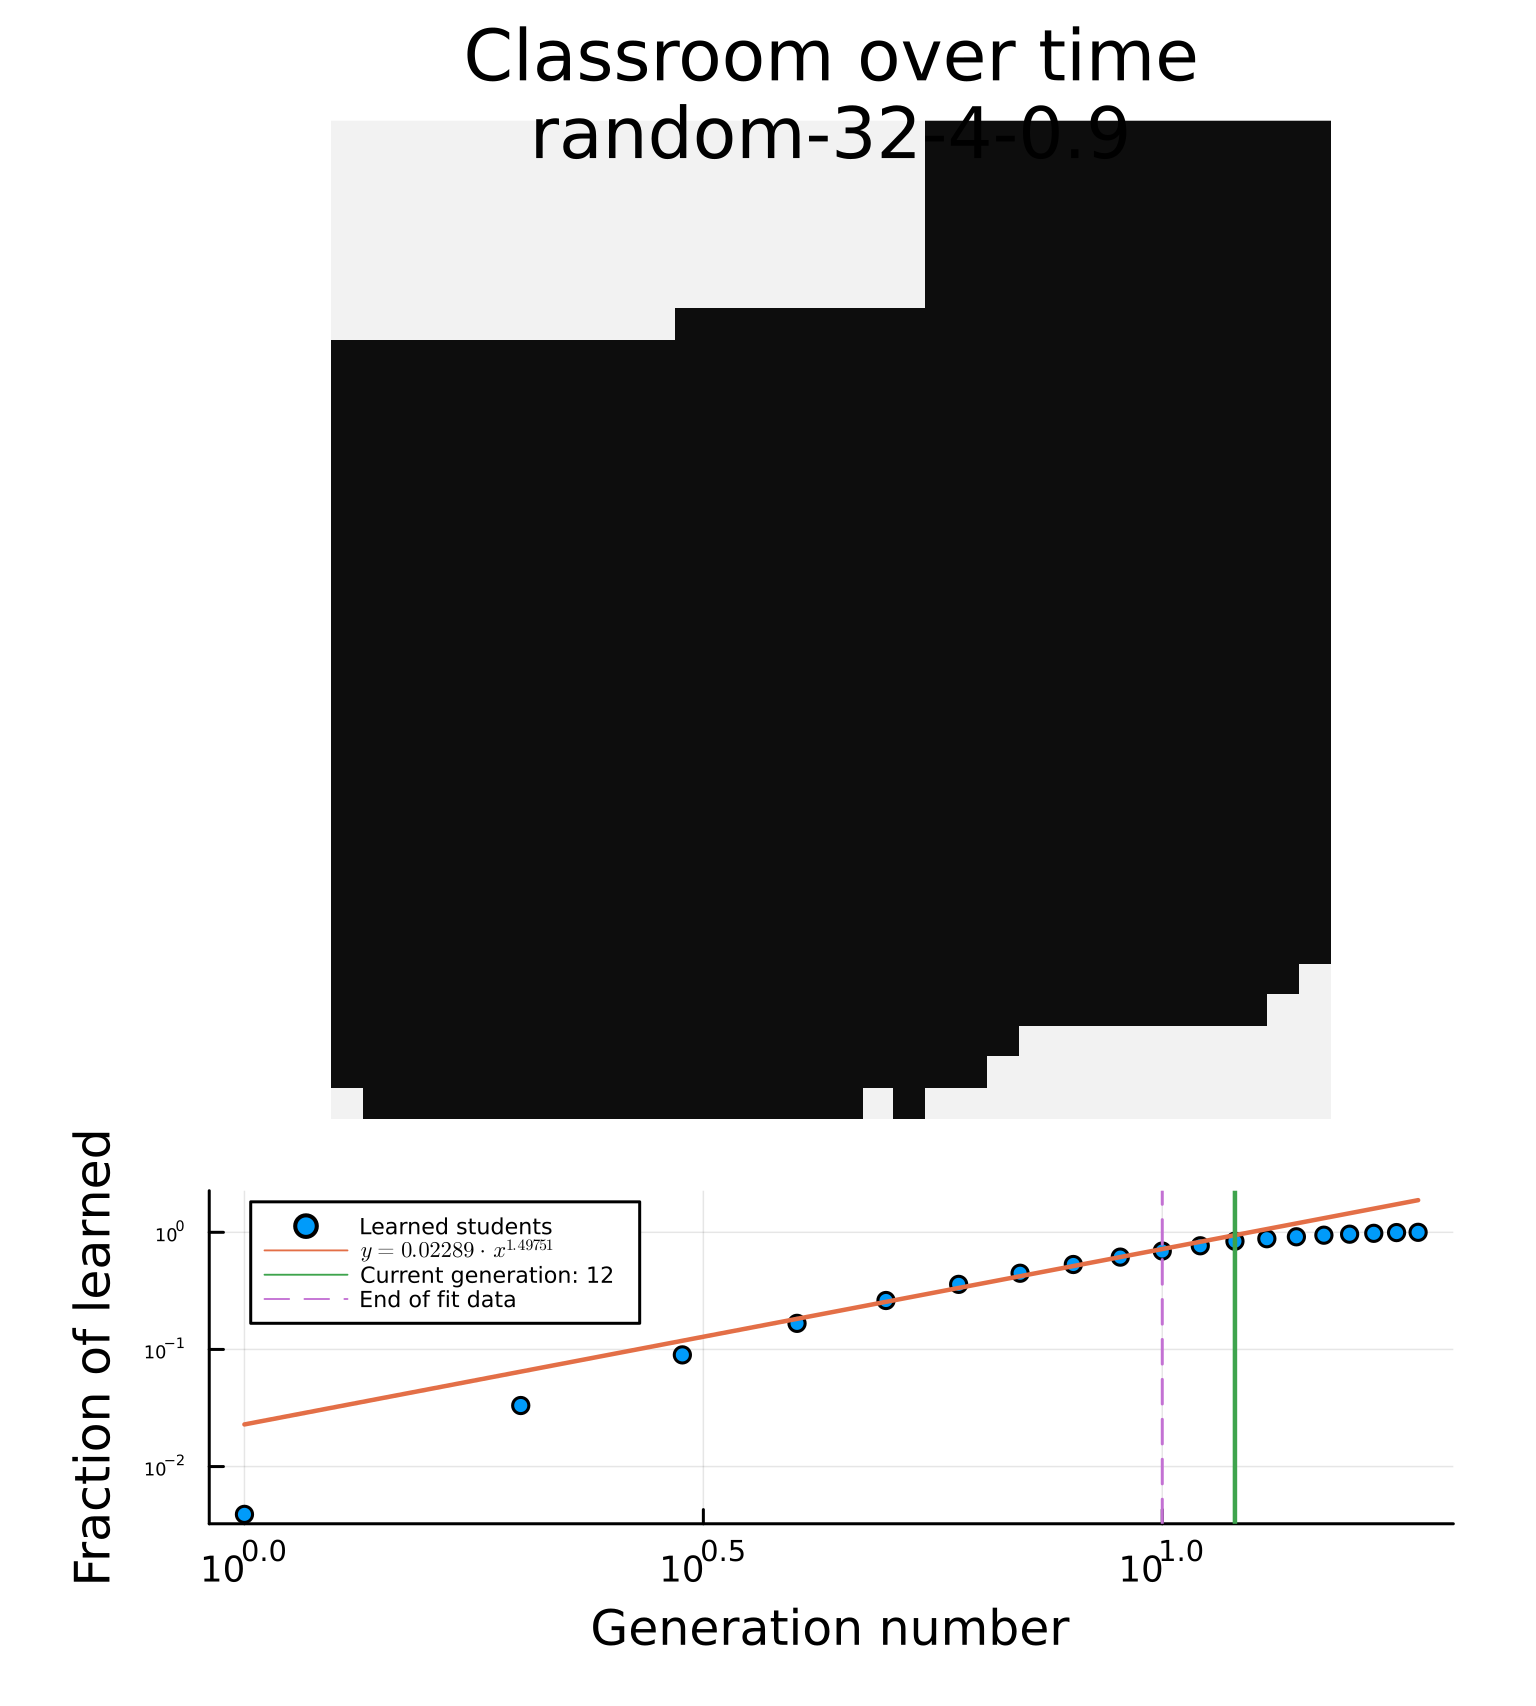 Classroom over time
random-32-4-0.9
Fraction of learned
10^0
10^-1
10^-2
Learned students
y = 0.02289 · x^1.49751
Current generation: 12
End of fit data
10^0.0
10^0.5
10^1.0
Generation number